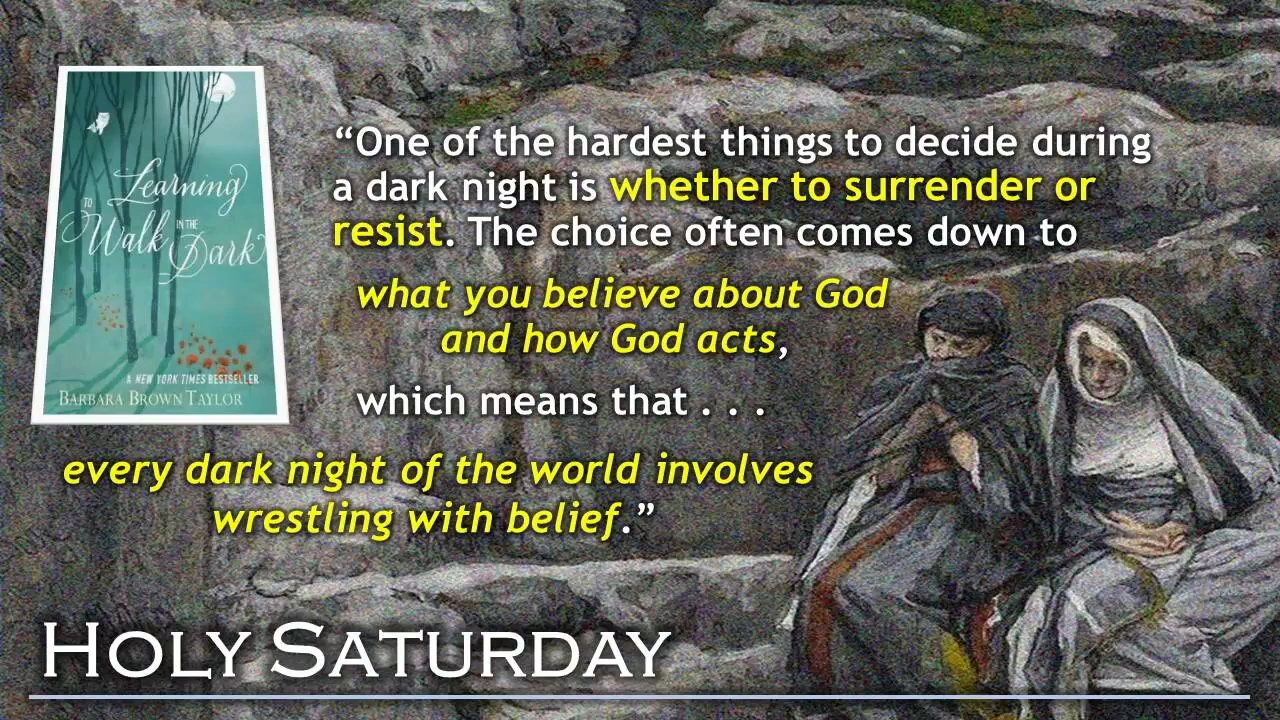 Learning
TO Walk IN THE Dark
A NEW YORK TIMES BESTSELLER
BARBARA BROWN TAYLOR
“One of the hardest things to decide during
a dark night is whether to surrender or
resist. The choice often comes down to
what you believe about God
and how God acts,
which means that . . .
every dark night of the world involves
wrestling with belief.”
HOLY SATURDAY